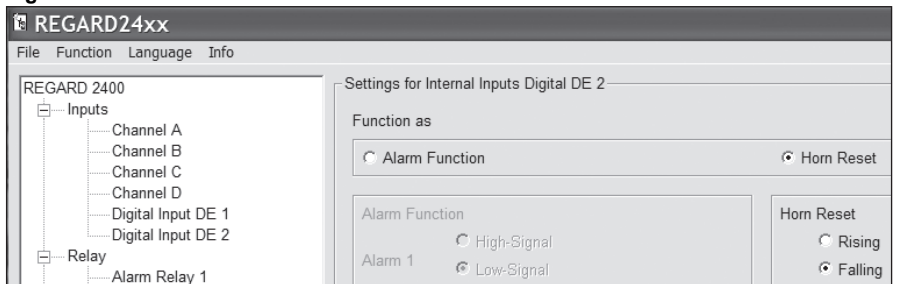 REGARD24xx
File Function Language Info
REGARD 2400
Inputs
Channel A
Channel B
Channel C
Channel D
Digital Input DE 1
Digital Input DE 2
Relay
Alarm Relay 1
Settings for Internal Inputs Digital DE 2
Function as
Alarm Function
Horn Reset
Alarm Function
High-Signal
Alarm 1
Low-Signal
Horn Reset
Rising
Falling